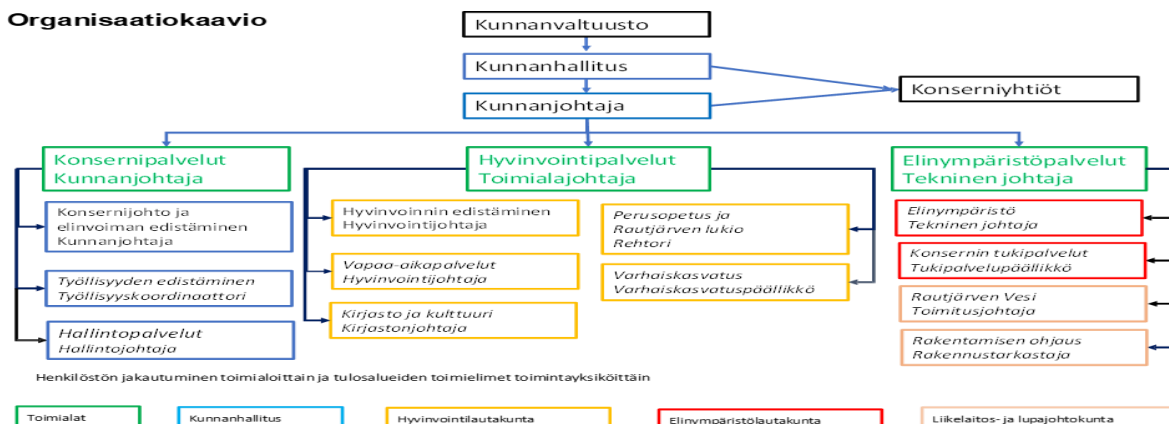 Organisaatiokaavio
Kunnanvaltuusto
Kunnanhallitus
Konserniyhtiöt
Kunnanjohtaja
Konsernipalvelut
Kunnanjohtaja
Hyvinvointipalvelut
Toimialajohtaja
Elinympäristöpalvelut
Tekninen johtaja
Konsernijohto ja
elinvoiman edistäminen
Kunnanjohtaja
Työllisyyden edistäminen
Työllisyyskoordinaattori
Hallintopalvelut
Hallintojohtaja
Hyvinvoinnin edistäminen
Hyvinvointijohtaja
Vapaa-aikapalvelut
Hyvinvointijohtaja
Kirjasto ja kulttuuri
Kirjastonjohtaja
Perusopetus ja
Rautjärven lukio
Rehtori
Varhaiskasvatus
Varhaiskasvatuspäällikkö
Elinympäristö
Tekninen johtaja
Konsernin tukipalvelut
Tukipalvelupäällikkö
Rautjärven Vesi
Toimitusjohtaja
Rakentamisen ohjaus
Rakennustarkastaja
Henkilöstön jakautuminen toimialoittain ja tulosalueiden toimielimet toimintayksiköittäin
Toimialat
Kunnanhallitus
Hyvinvointilautakunta
Elinympäristölautakunta
Liikelaitos- ja lupajohtokunta